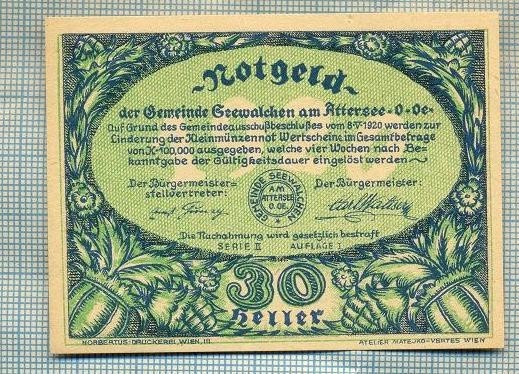 Notgeld
der Gemeinde Seewalchen am Attersee-O-Oe-
Auf Grund des Gemeindeausschußbeschlußes vom 8·V·1920 werden zur
Linderung der Kleinmünzennot Wertscheine im Gesamtbetrage
von K·100,000 ausgegeben, welche vier Wochen nach Be-
kanntgabe der Gültigkeitsdauer eingelöst werden
Der Bürgermeister-
stellvertreter:
GEMEINDE SEEWALCHEN
AM
ATTERSEE
O.OE.
Der Bürgermeister:
Die Nachahmung wird gesetzlich bestraft
SERIE II AUFLAGE I
30
heller
NORBERTUS-DRUCKEREI, WIEN, III.
ATELIER MATEJKO-VERTES WIEN